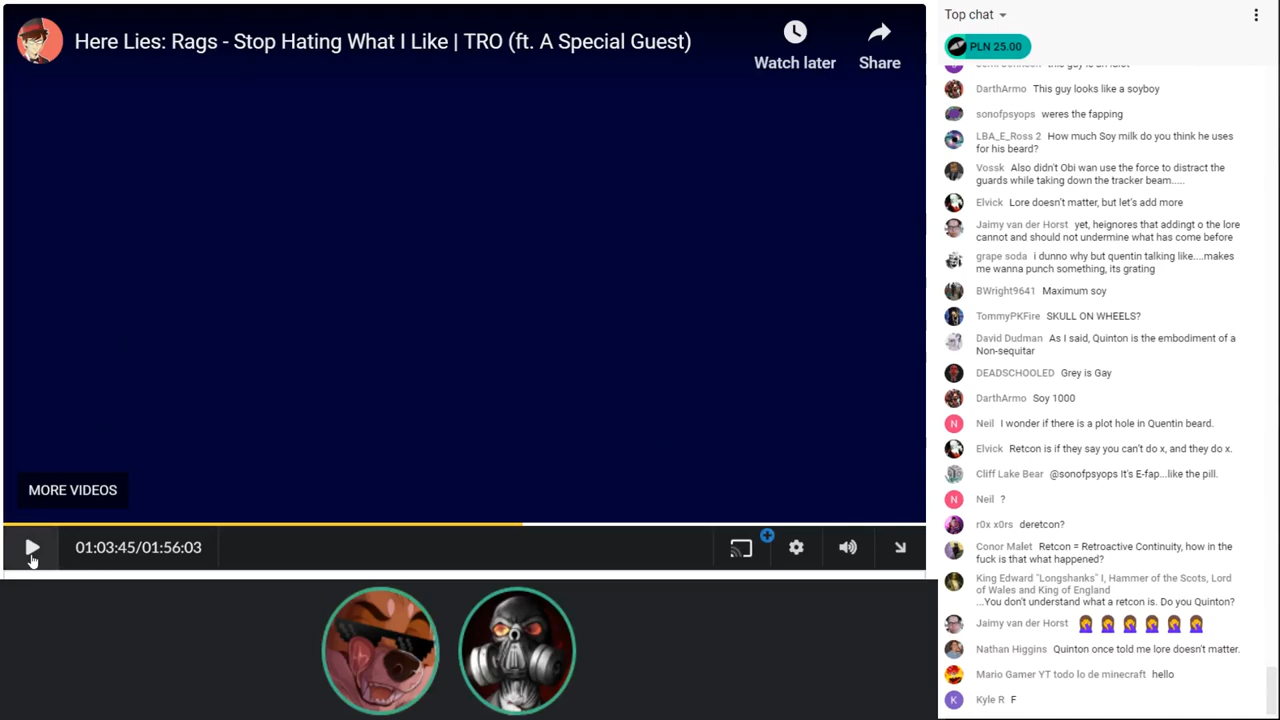 Here Lies: Rags - Stop Hating What I Like | TRO (ft. A Special Guest)
Watch later
Share
MORE VIDEOS
01:03:45/01:56:03
Top chat
PLN 25.00
DarthArmo This guy looks like a soyboy
sonofpsyops weres the fapping
LBA_E_Ross 2 How much Soy milk do you think he uses
for his beard?
Vossk Also didn't Obi wan use the force to distract the
guards while taking down the tracker beam.....
Elvick Lore doesn't matter, but let's add more
Jaimy van der Horst yet, heignores that addingt o the lore
cannot and should not undermine what has come before
grape soda i dunno why but quentin talking like....makes
me wanna punch something, its grating
BWright9641 Maximum soy
TommyPKFire SKULL ON WHEELS?
David Dudman As I said, Quinton is the embodiment of a
Non-sequitar
DEADSCHOOLED Grey is Gay
DarthArmo Soy 1000
N Neil I wonder if there is a plot hole in Quentin beard.
Elvick Retcon is if they say you can't do x, and they do x.
Cliff Lake Bear @sonofpsyops It's E-fap...like the pill.
N Neil ?
r0x x0rs deretcon?
Conor Malet Retcon = Retroactive Continuity, how in the
fuck is that what happened?
King Edward "Longshanks" I, Hammer of the Scots, Lord
of Wales and King of England
...You don't understand what a retcon is. Do you Quinton?
Jaimy van der Horst 🤦‍♀️ 🤦‍♀️ 🤦‍♀️ 🤦‍♀️ 🤦‍♀️ 🤦‍♀️
Nathan Higgins Quinton once told me lore doesn't matter.
Mario Gamer YT todo lo de minecraft hello
K Kyle R F